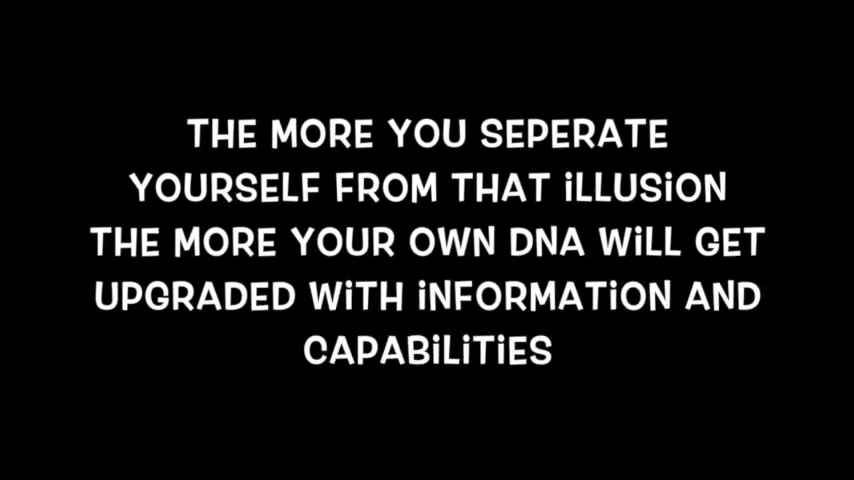 THE MORE YOU SEPERATE
YOURSELF FROM THAT iLLUSiON
THE MORE YOUR OWN DNA WiLL GET
UPGRADED WiTH iNFORMATiON AND
CAPABiLiTiES